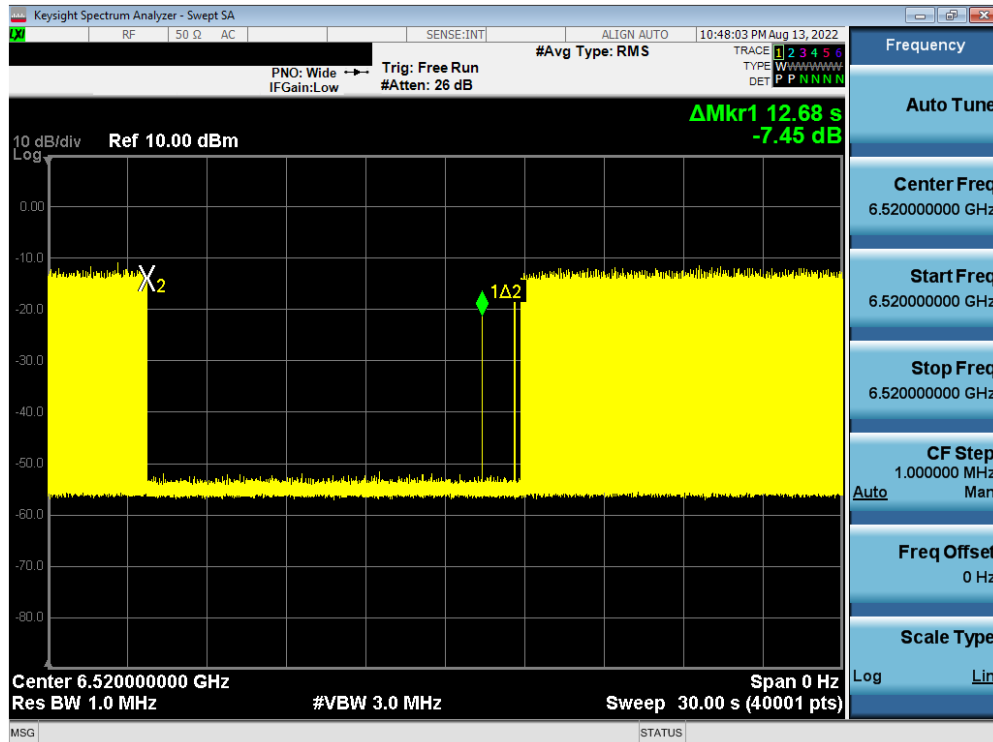 Keysight Spectrum Analyzer - Swept SA
LXI RF 50 Ω AC SENSE:INT ALIGN AUTO 10:48:03 PM Aug 13, 2022
PNO: Wide Trig: Free Run #Avg Type: RMS TRACE 1 2 3 4 5 6
IFGain:Low #Atten: 26 dB TYPE WWWWWW
DET P P N N N N
ΔMkr1 12.68 s
-7.45 dB
10 dB/div Ref 10.00 dBm
Log
0.00
-10.0
-20.0
-30.0
-40.0
-50.0
-60.0
-70.0
-80.0
X2
1Δ2
Center 6.520000000 GHz Span 0 Hz
Res BW 1.0 MHz #VBW 3.0 MHz Sweep 30.00 s (40001 pts)
MSG STATUS
Frequency
Auto Tune
Center Freq
6.520000000 GHz
Start Freq
6.520000000 GHz
Stop Freq
6.520000000 GHz
CF Step
1.000000 MHz
Auto Man
Freq Offset
0 Hz
Scale Type
Log Lin